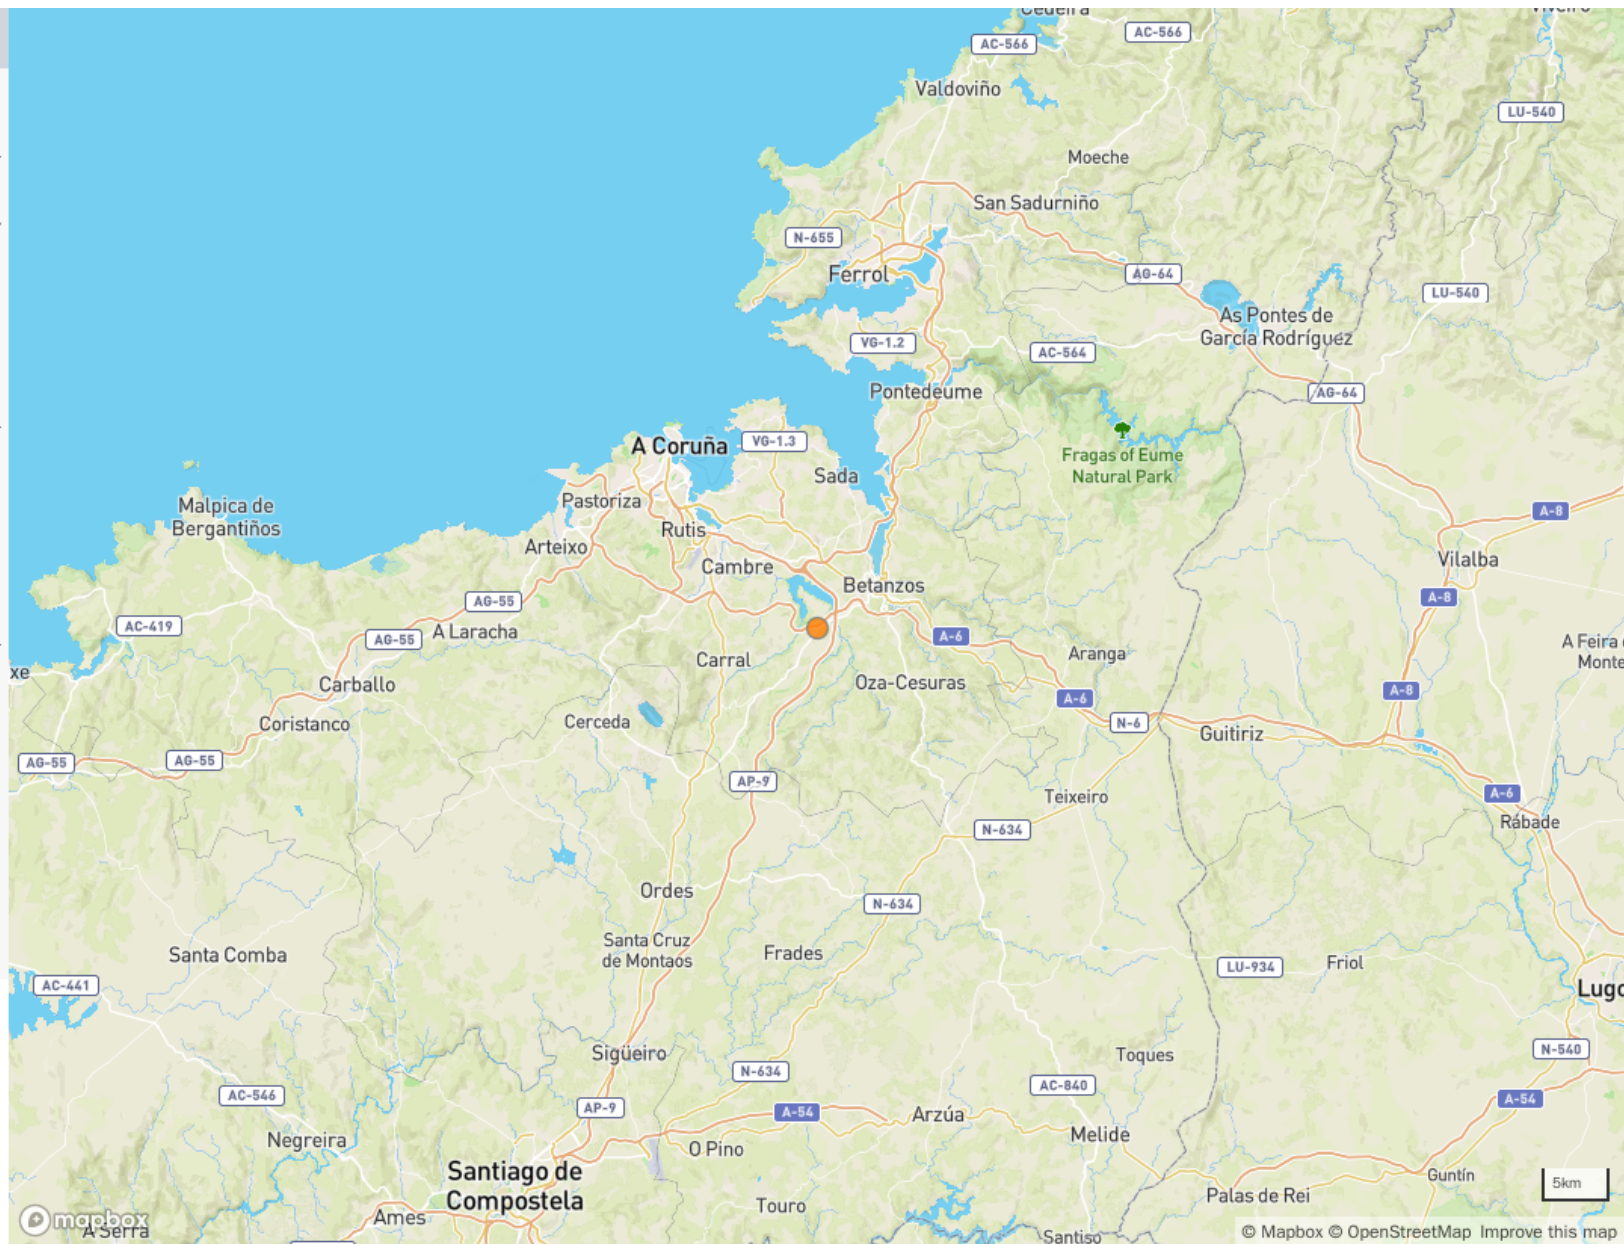 Cedeira
Viveiro
AC-566
AC-566
Valdoviño
LU-540
Moeche
San Sadurniño
N-655
Ferrol
AG-64
LU-540
As Pontes de
García Rodríguez
VG-1.2
AC-564
Pontedeume
AG-64
A Coruña
VG-1.3
Fragas of Eume
Natural Park
Sada
Malpica de
Bergantiños
Pastoriza
A-8
Rutis
Arteixo
Cambre
Vilalba
Betanzos
A-8
AG-55
AC-419
A Laracha
AG-55
A-6
A Feira
Monte
Aranga
Carral
xe
Carballo
Oza-Cesuras
A-6
A-8
Coristanco
Cerceda
N-6
Guitiriz
AG-55
AG-55
AP-9
Teixeiro
A-6
Rábade
N-634
Ordes
N-634
Santa Cruz
de Montaos
Santa Comba
Frades
Friol
LU-934
AC-441
Lugo
Sigüeiro
Toques
N-540
N-634
AC-840
AC-546
AP-9
A-54
A-54
Arzúa
Negreira
Melide
O Pino
Santiago de
Compostela
Guntín
5km
Palas de Rei
Touro
Ames
mapbox
A Serra
Santiso
© Mapbox © OpenStreetMap Improve this map